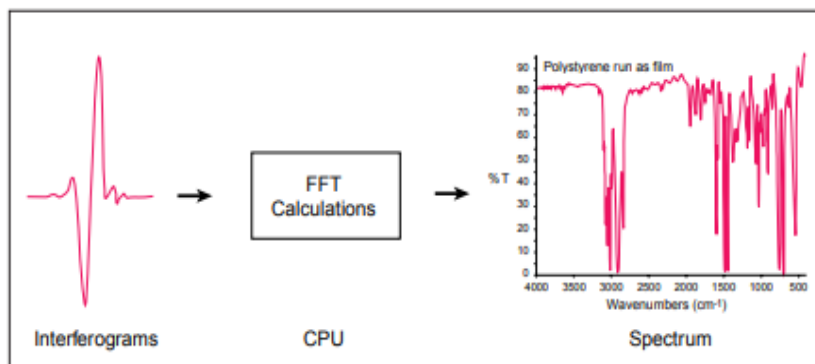 Polystyrene run as film
90
80
70
60
%T
50
40
30
20
10
0
4000 3500 3000 2500 2000 1500 1000 500
Wavenumbers (cm-1)
FFT
Calculations
Interferograms
CPU
Spectrum